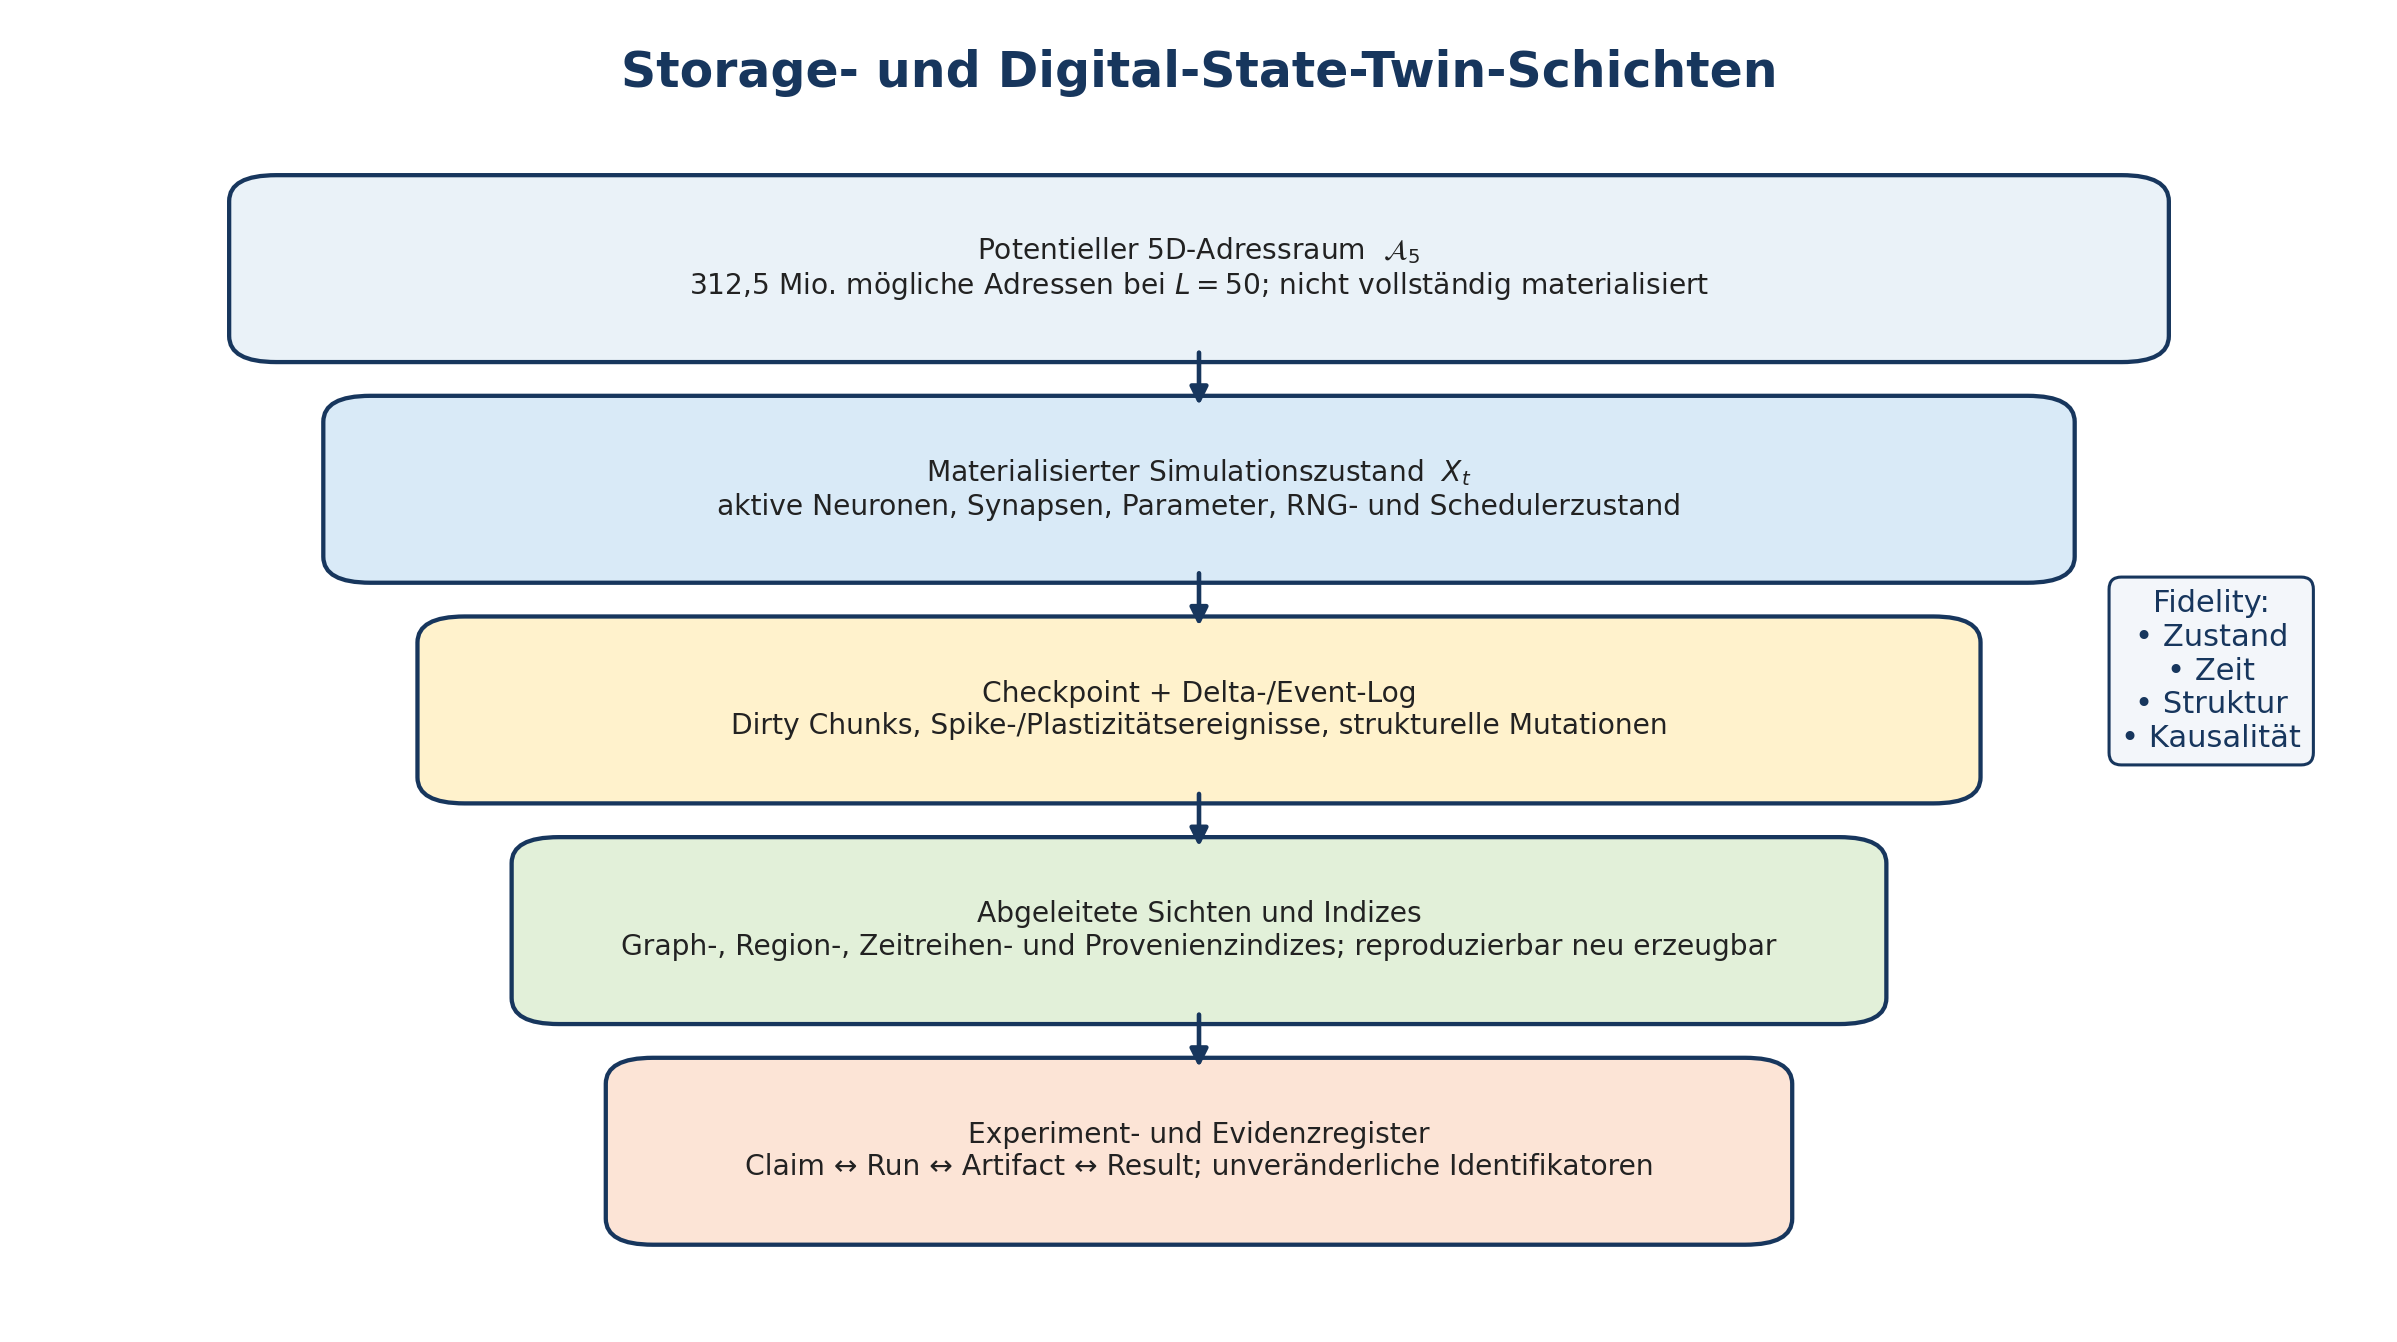 Storage- und Digital-State-Twin-Schichten
Potentieller 5D-Adressraum 𝒜₅
312,5 Mio. mögliche Adressen bei L = 50; nicht vollständig materialisiert
Materialisierter Simulationszustand Xₜ
aktive Neuronen, Synapsen, Parameter, RNG- und Schedulerzustand
Fidelity:
• Zustand
• Zeit
• Struktur
• Kausalität
Checkpoint + Delta-/Event-Log
Dirty Chunks, Spike-/Plastizitätsereignisse, strukturelle Mutationen
Abgeleitete Sichten und Indizes
Graph-, Region-, Zeitreihen- und Provenienzindizes; reproduzierbar neu erzeugbar
Experiment- und Evidenzregister
Claim ↔ Run ↔ Artifact ↔ Result; unveränderliche Identifikatoren